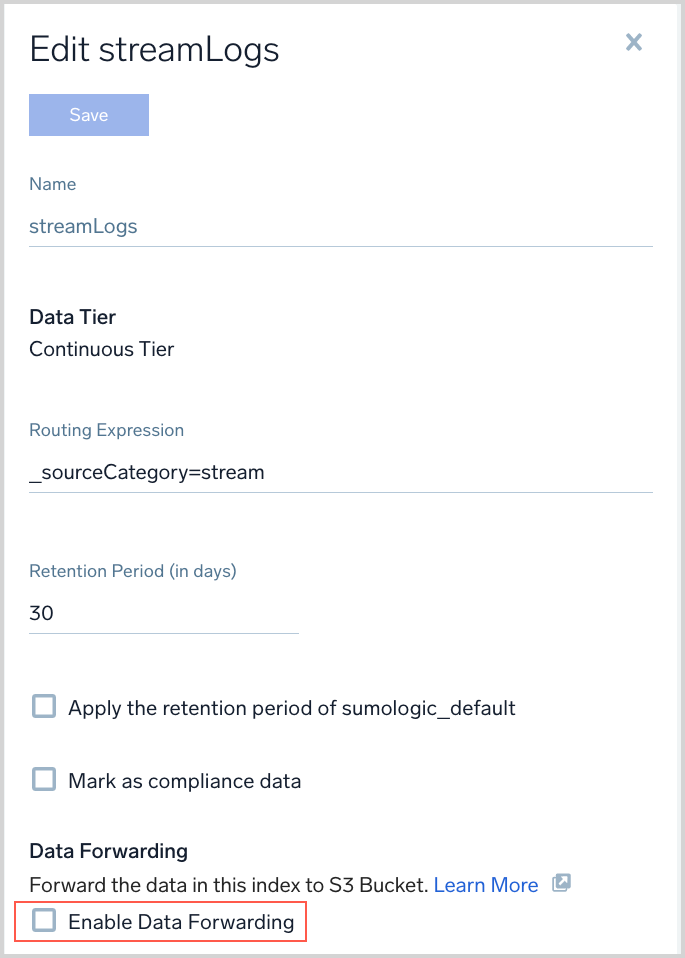 Edit streamLogs
Save
Name
streamLogs
Data Tier
Continuous Tier
Routing Expression
_sourceCategory=stream
Retention Period (in days)
30
Apply the retention period of sumologic_default
Mark as compliance data
Data Forwarding
Forward the data in this index to S3 Bucket. Learn More
Enable Data Forwarding